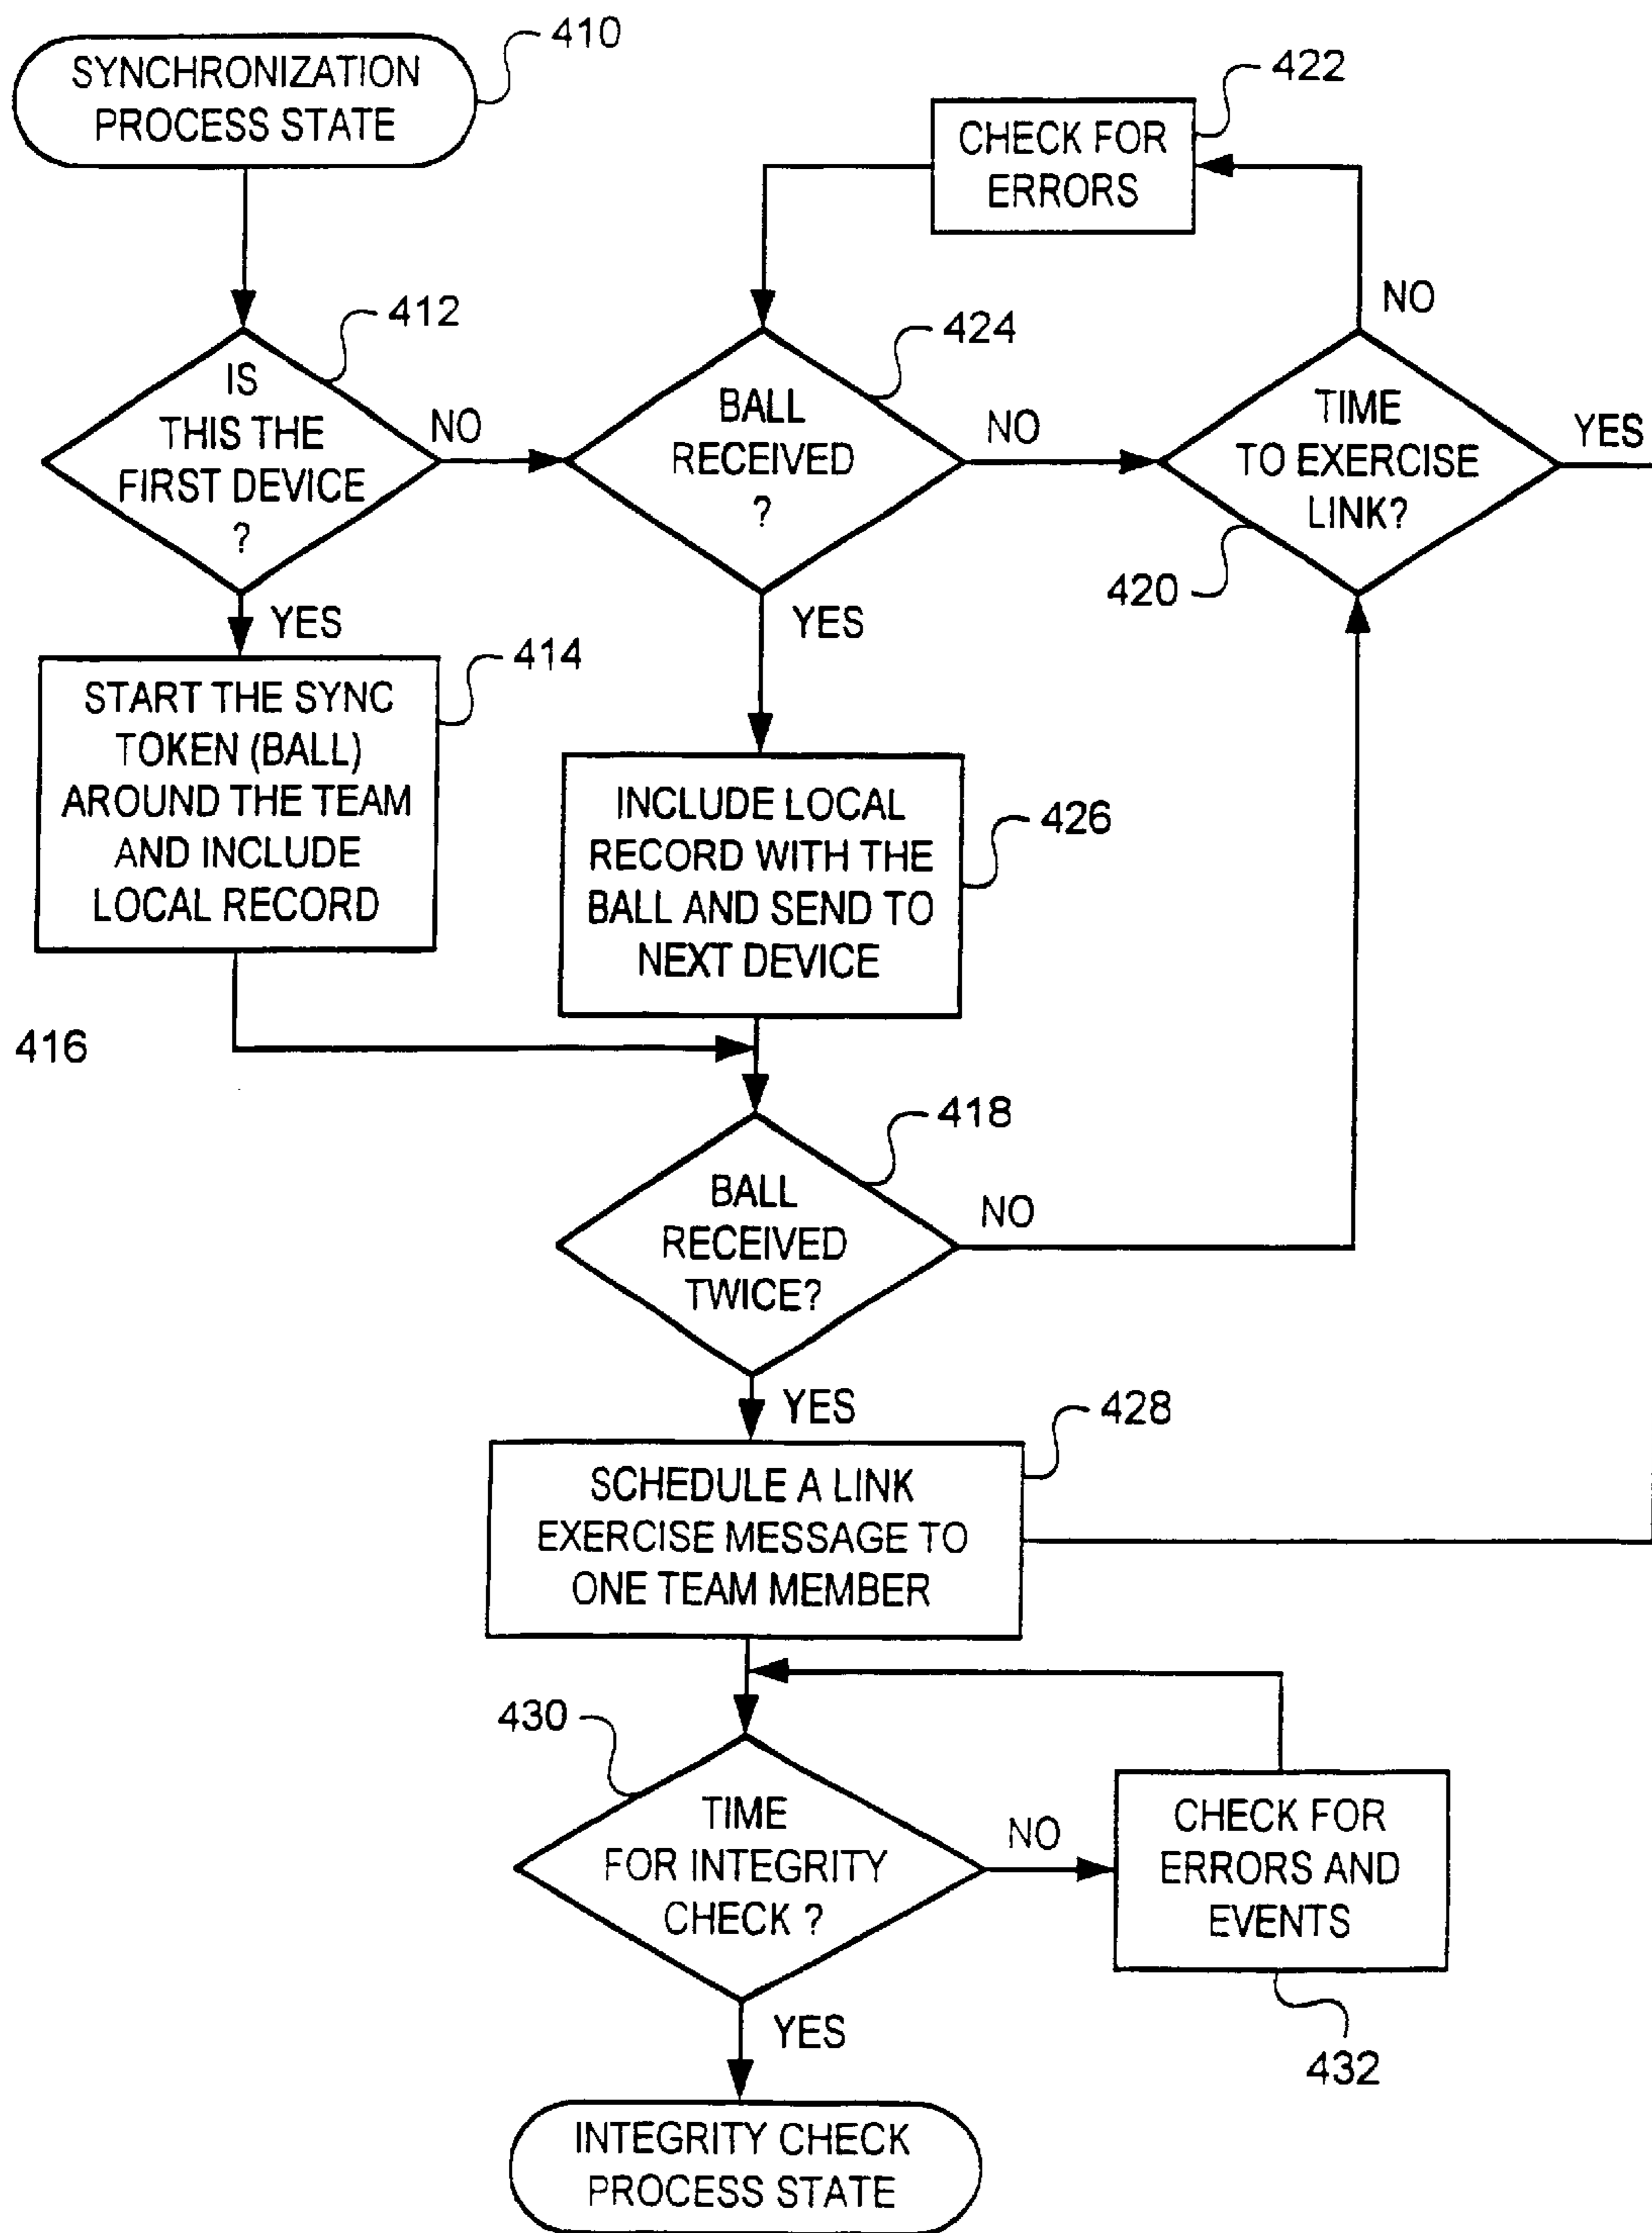 SYNCHRONIZATION
PROCESS STATE
410
CHECK FOR
ERRORS
422
IS
THIS THE
FIRST DEVICE
?
412
NO
YES
BALL
RECEIVED
?
424
NO
YES
TIME
TO EXERCISE
LINK?
420
NO
YES
START THE SYNC
TOKEN (BALL)
AROUND THE TEAM
AND INCLUDE
LOCAL RECORD
414
INCLUDE LOCAL
RECORD WITH THE
BALL AND SEND TO
NEXT DEVICE
426
416
BALL
RECEIVED
TWICE?
418
NO
YES
SCHEDULE A LINK
EXERCISE MESSAGE TO
ONE TEAM MEMBER
428
430
TIME
FOR INTEGRITY
CHECK ?
NO
YES
CHECK FOR
ERRORS AND
EVENTS
432
INTEGRITY CHECK
PROCESS STATE